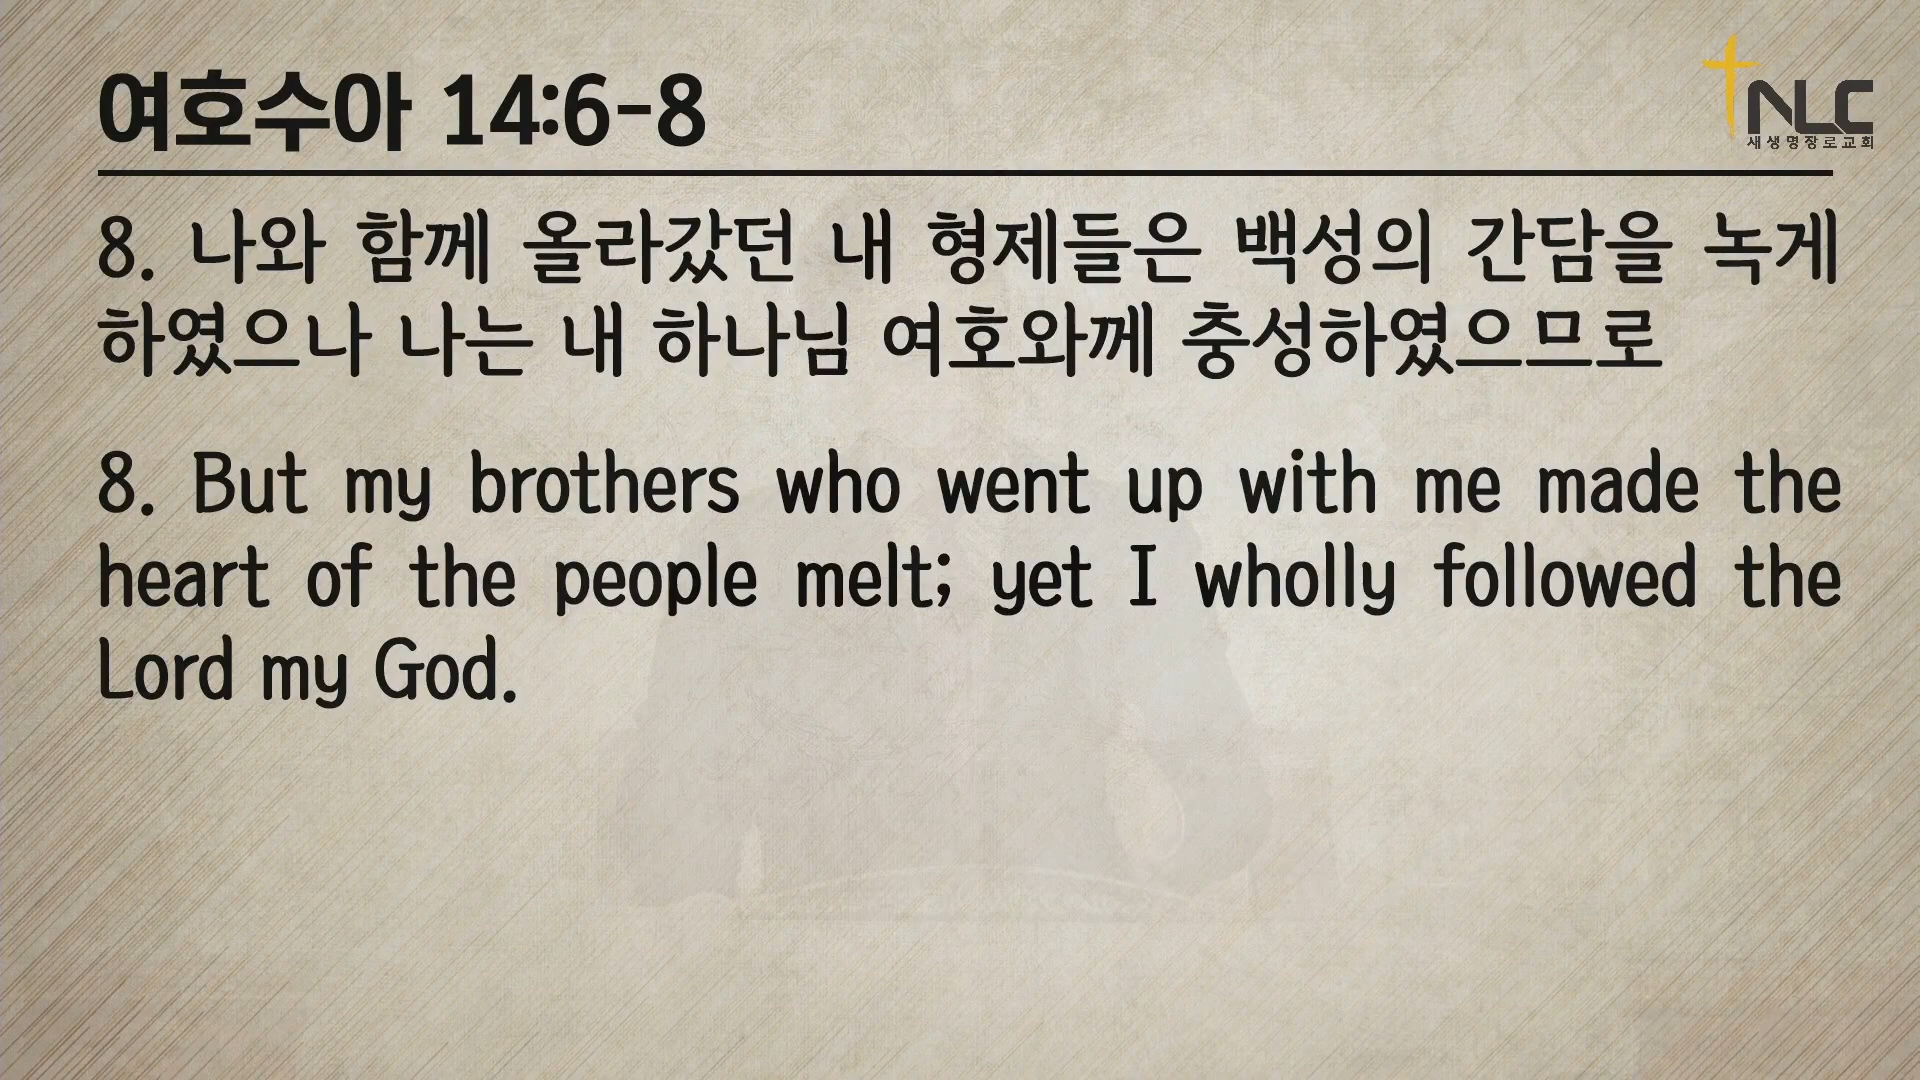 여호수아 14:6-8
NLC
새생명장로교회
8. 나와 함께 올라갔던 내 형제들은 백성의 간담을 녹게
하였으나 나는 내 하나님 여호와께 충성하였으므로
8. But my brothers who went up with me made the
heart of the people melt; yet I wholly followed the
Lord my God.